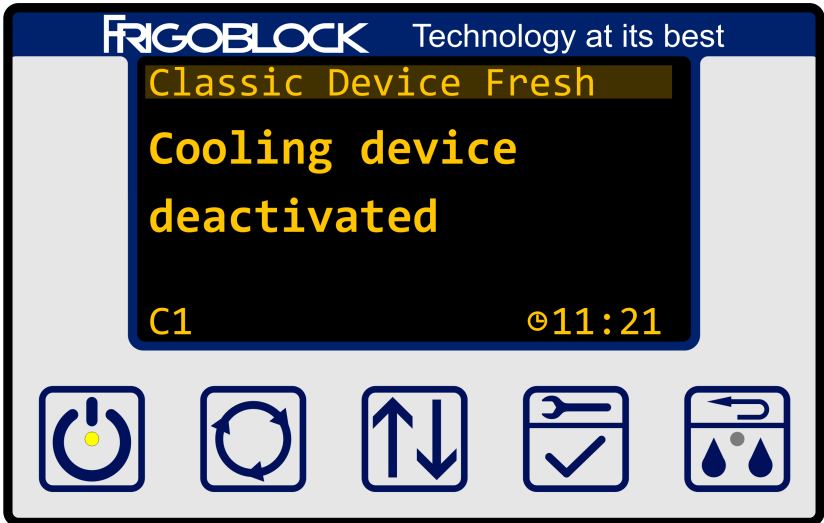 FRIGOBLOCK Technology at its best
Classic Device Fresh
Cooling device
deactivated
C1 11:21